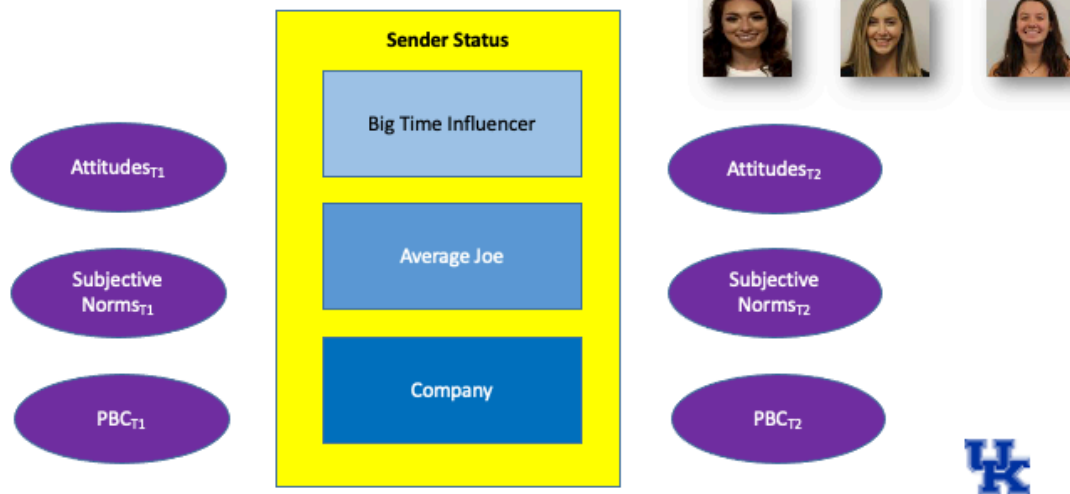 Sender Status
Big Time Influencer
Average Joe
Company
Attitudes_T1
Subjective
Norms_T1
PBC_T1
Attitudes_T2
Subjective
Norms_T2
PBC_T2
UK